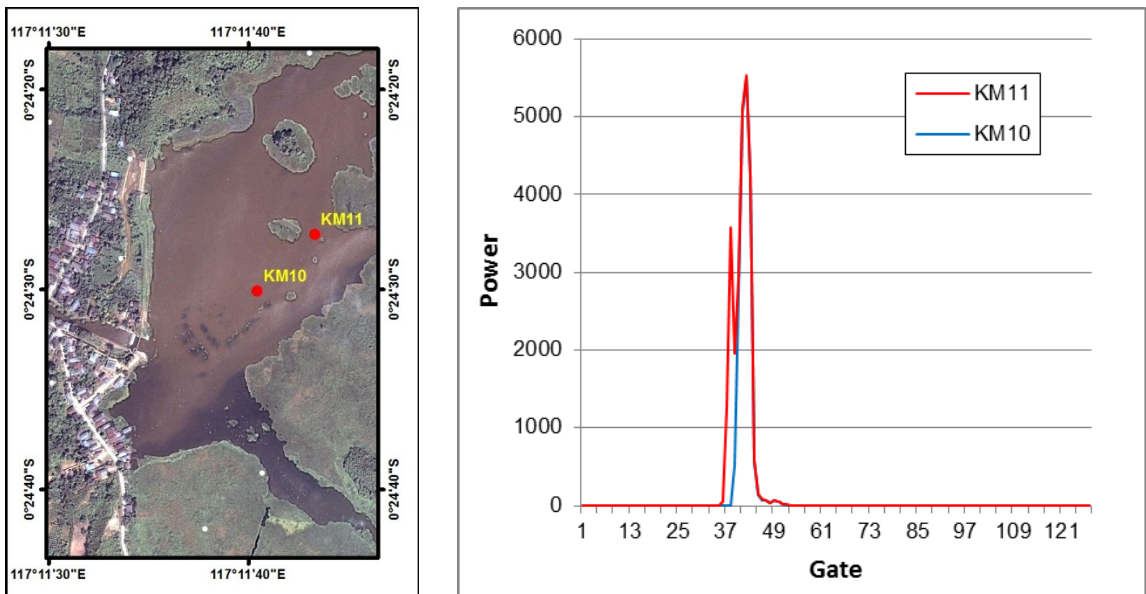 117°11'30"E 117°11'40"E
0°24'20"S 0°24'20"S
KM11
KM10
0°24'30"S 0°24'30"S
0°24'40"S 0°24'40"S
117°11'30"E 117°11'40"E
6000
5000
4000
3000
2000
1000
0
Power
KM11
KM10
1 13 25 37 49 61 73 85 97 109 121
Gate